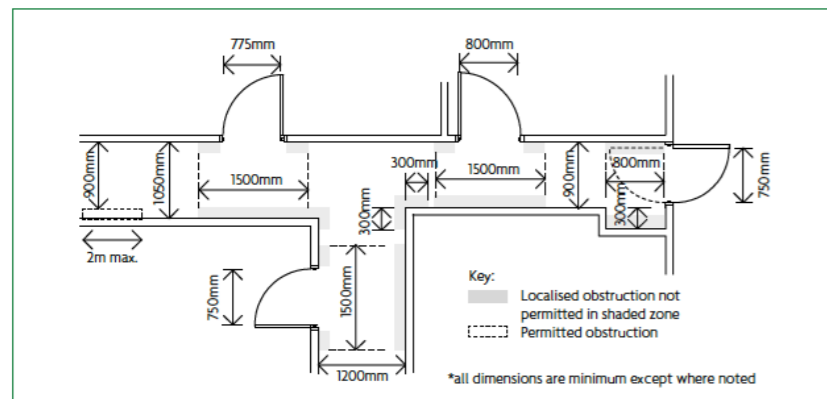 775mm
800mm
900mm
1050mm
1500mm
300mm
1500mm
900mm
800mm
750mm
300mm
300mm
2m max.
750mm
1500mm
1200mm
Key:
Localised obstruction not
permitted in shaded zone
Permitted obstruction
*all dimensions are minimum except where noted